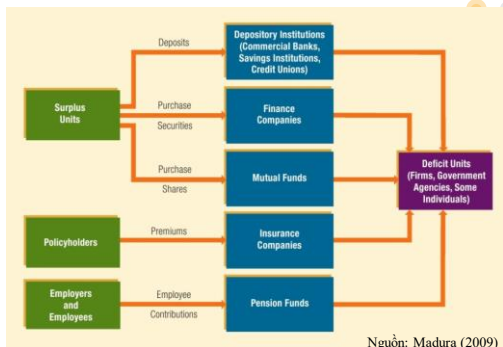 Deposits
Depository Institutions
(Commercial Banks,
Savings Institutions,
Credit Unions)
Surplus
Units
Purchase
Securities
Finance
Companies
Purchase
Shares
Mutual Funds
Deficit Units
(Firms, Government
Agencies, Some
Individuals)
Policyholders
Premiums
Insurance
Companies
Employers
and
Employees
Employee
Contributions
Pension Funds
Nguồn: Madura (2009)